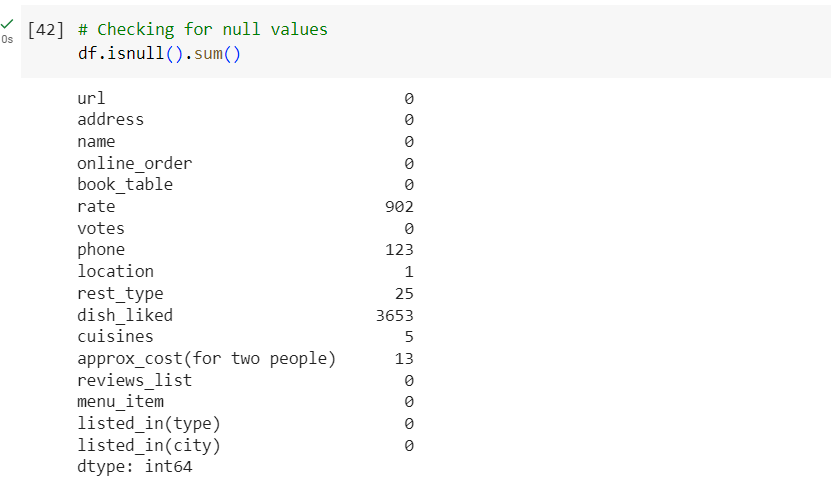 [42] # Checking for null values
0s df.isnull().sum()
url 0
address 0
name 0
online_order 0
book_table 0
rate 902
votes 0
phone 123
location 1
rest_type 25
dish_liked 3653
cuisines 5
approx_cost(for two people) 13
reviews_list 0
menu_item 0
listed_in(type) 0
listed_in(city) 0
dtype: int64